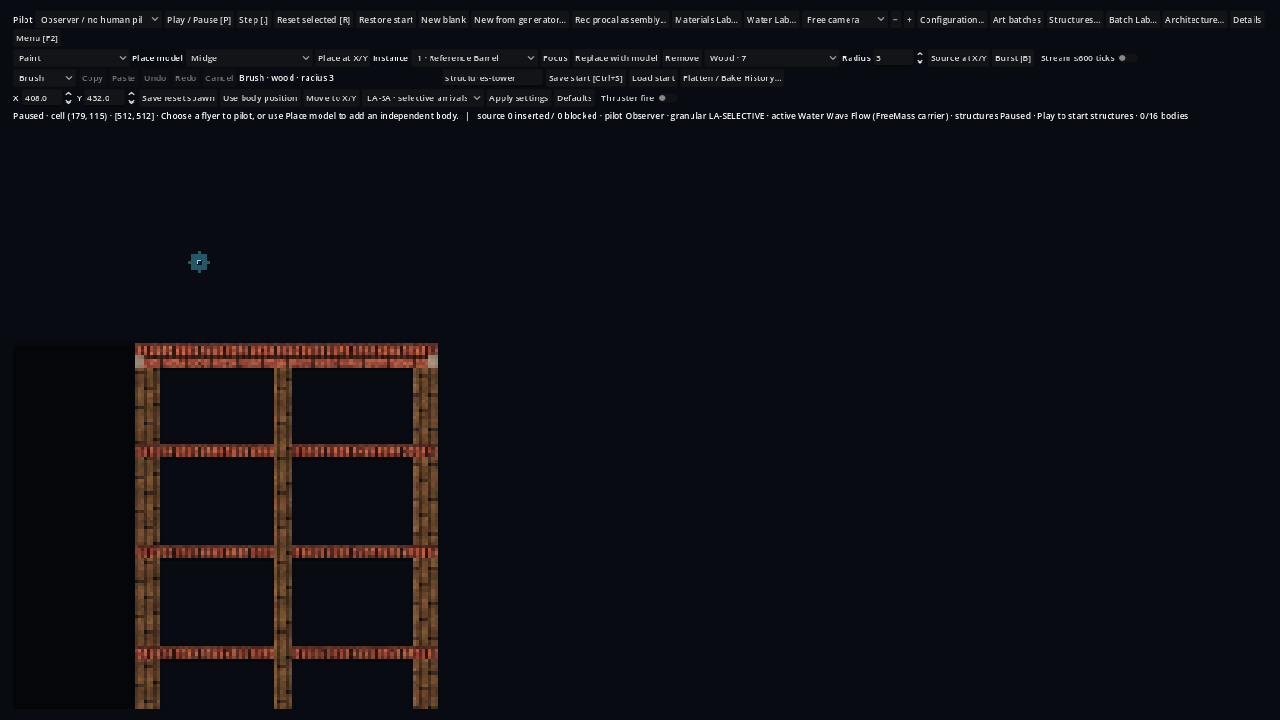 Pilot Observer / no human pil Play / Pause [P] Step [.] Reset selected [R] Restore start New blank New from generator... Rec procal assembly... Materials Lab... Water Lab... Free camera − + Configuration... Art batches Structures... Batch Lab... Architecture... Details
Menu [F2]
Paint Place model Midge Place at X/Y Instance 1 · Reference Barrel Focus Replace with model Remove Wood · 7 Radius 3 Source at X/Y Burst [B] Stream s600 ticks
Brush Copy Paste Undo Redo Cancel Brush · wood · radius 3 structures-tower Save start [Ctrl+S] Load start Flatten / Bake History...
X 408.0 Y 432.0 Save reset spawn Use body position Move to X/Y LA-SA · selective arrivals Apply settings Defaults Thruster fire
Paused · cell (179, 115) · [512, 512] · Choose a flyer to pilot, or use Place model to add an independent body. | source 0 inserted / 0 blocked · pilot Observer · granular LA-SELECTIVE · active Water Wave Flow (FreeMass carrier) · structures Paused · Play to start structures · 0/16 bodies